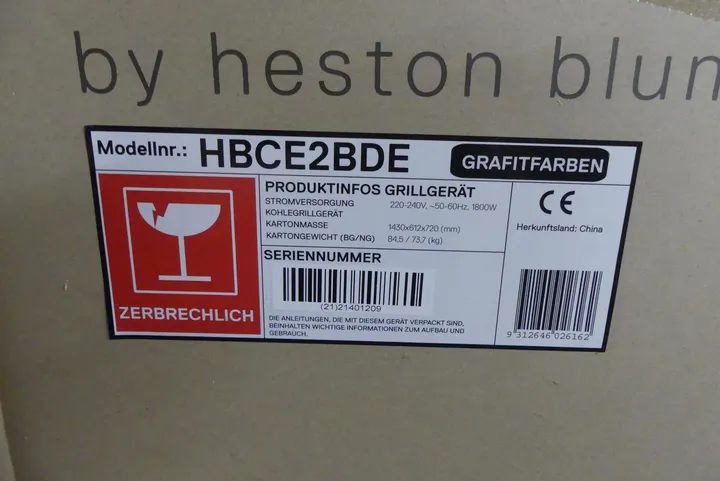 by heston blum
Modellnr.: HBCE2BDE
GRAFITFARBEN
ZERBRECHLICH
PRODUKTINFOS GRILLGERÄT
STROMVERSORGUNG 220-240V, ~50-60Hz, 1800W
KOHLEGRILLGERÄT
KARTONMASSE 1430x612x720 (mm)
KARTONGEWICHT (BG/NG) 84,5 / 73,7 (kg)
SERIENNUMMER
(21)21401209
DIE ANLEITUNGEN, DIE MIT DIESEM GERÄT VERPACKT SIND,
BEINHALTEN WICHTIGE INFORMATIONEN ZUM AUFBAU UND
GEBRAUCH.
CE
Herkunftsland: China
9 312646 026162